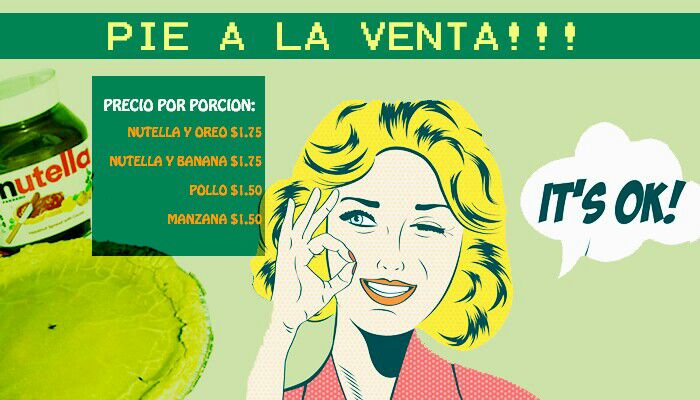 PIE A LA VENTA!!!
PRECIO POR PORCION:
NUTELLA Y OREO $1.75
NUTELLA Y BANANA $1.75
POLLO $1.50
MANZANA $1.50
nutella
FERRERO
IT'S OK!